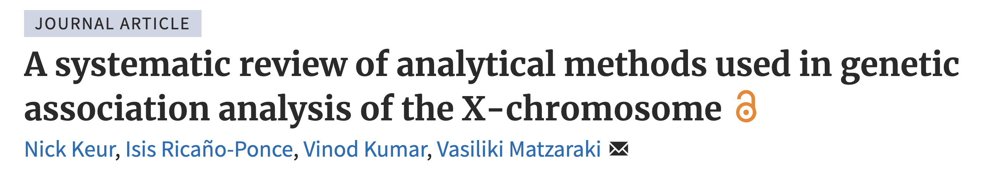 JOURNAL ARTICLE
A systematic review of analytical methods used in genetic
association analysis of the X-chromosome
Nick Keur, Isis Ricaño-Ponce, Vinod Kumar, Vasiliki Matzaraki